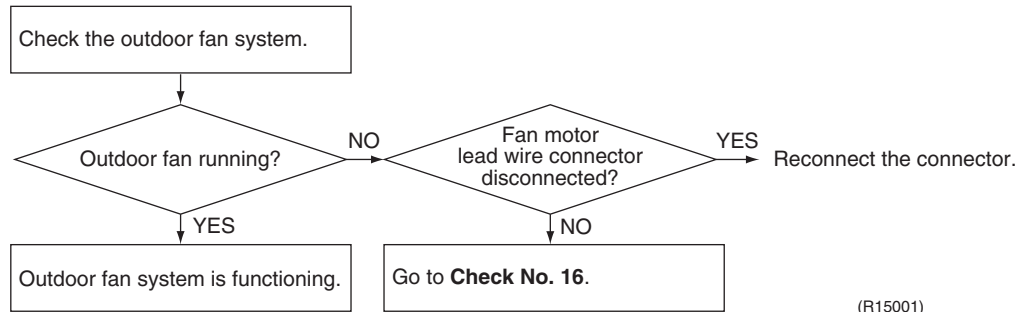 Check the outdoor fan system.
Outdoor fan running?
NO
Fan motor
lead wire connector
disconnected?
YES
Reconnect the connector.
YES
NO
Outdoor fan system is functioning.
Go to Check No. 16.
(R15001)